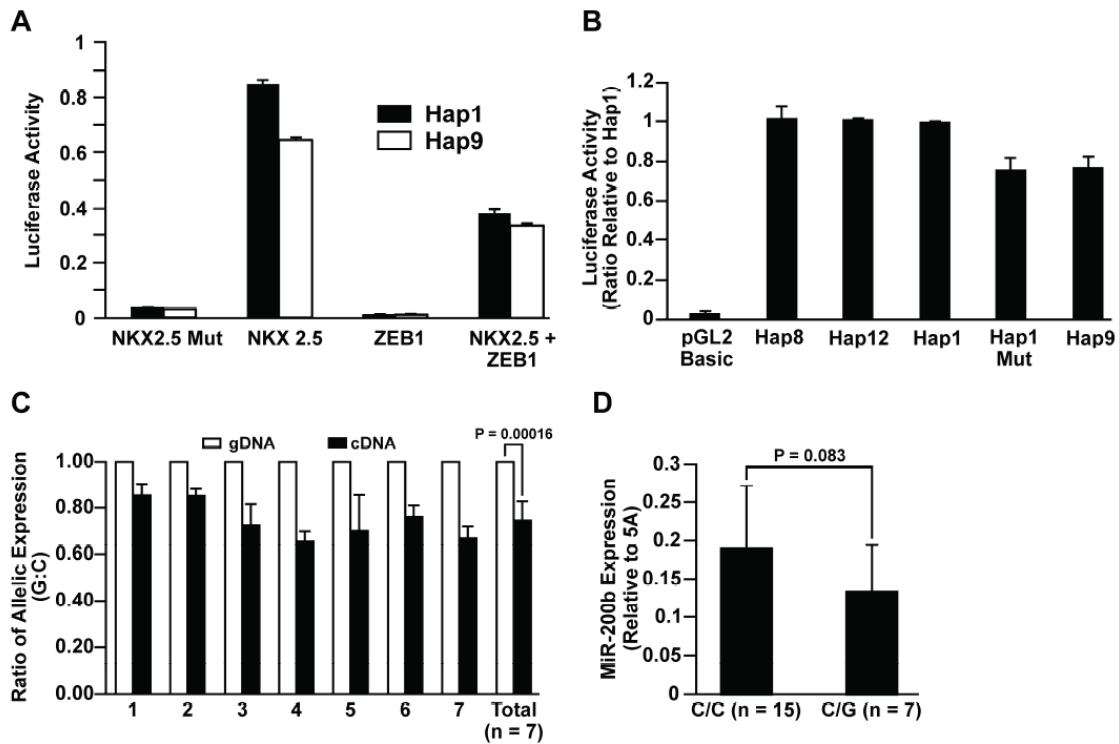 A
Luciferase Activity
1
0.8
0.6
0.4
0.2
0
Hap1
Hap9
NKX2.5 Mut
NKX 2.5
ZEB1
NKX2.5 +
ZEB1
B
Luciferase Activity
(Ratio Relative to Hap1)
1.2
1
0.8
0.6
0.4
0.2
0
pGL2
Basic
Hap8
Hap12
Hap1
Hap1
Mut
Hap9
C
Ratio of Allelic Expression
(G:C)
gDNA
cDNA
P = 0.00016
1.00
0.80
0.60
0.40
0.20
0.00
1
2
3
4
5
6
7
Total
(n = 7)
D
MiR-200b Expression
(Relative to 5A)
P = 0.083
0.3
0.25
0.2
0.15
0.1
0.05
0
C/C (n = 15)
C/G (n = 7)